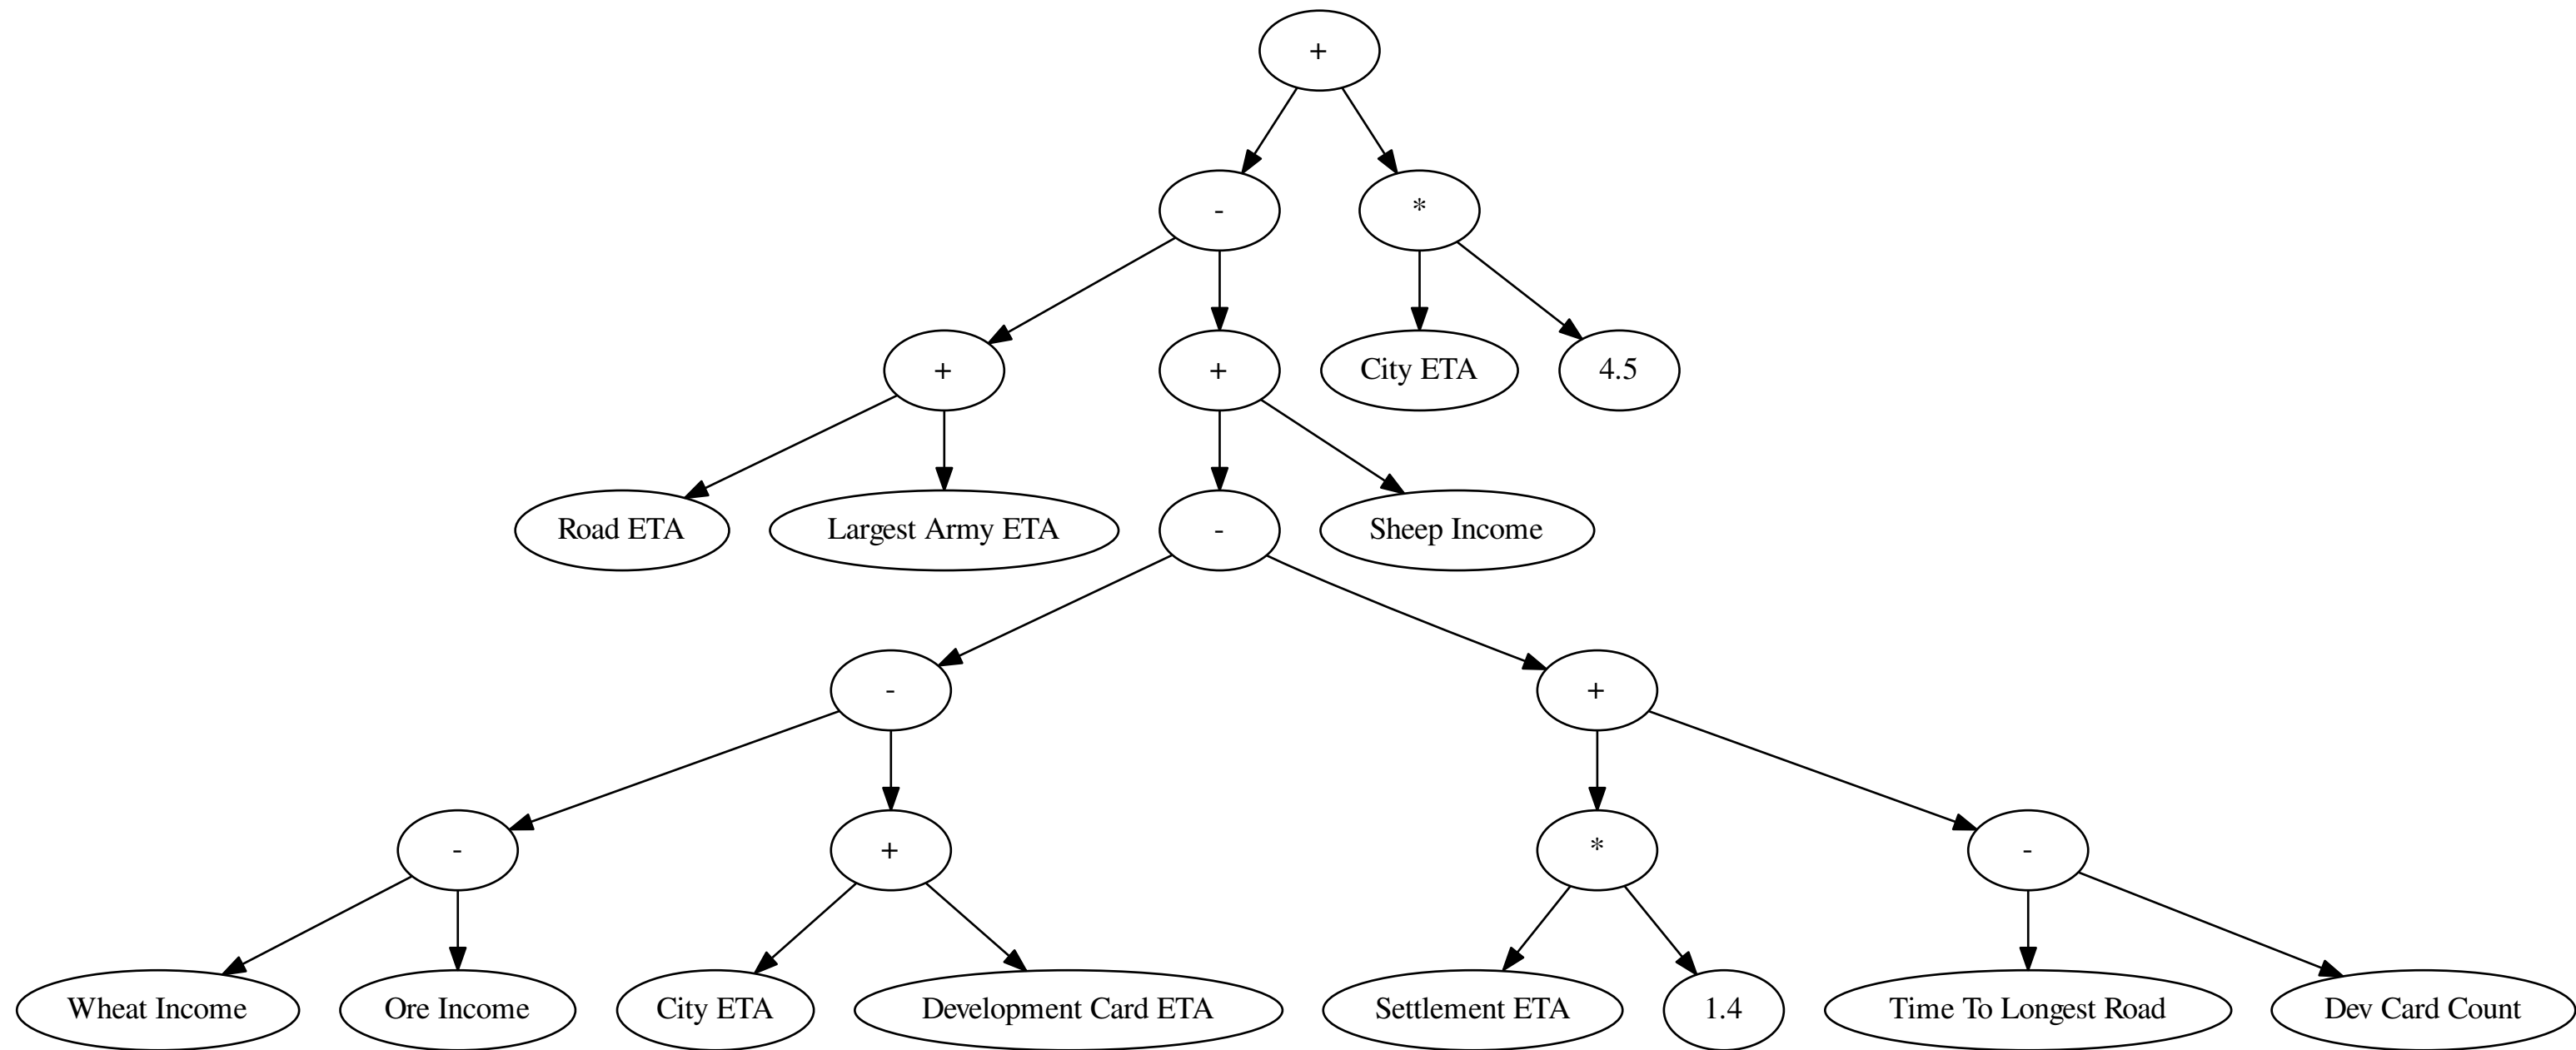 +
-
*
+
+
City ETA
4.5
Road ETA
Largest Army ETA
-
Sheep Income
-
+
-
+
*
-
Wheat Income
Ore Income
City ETA
Development Card ETA
Settlement ETA
1.4
Time To Longest Road
Dev Card Count